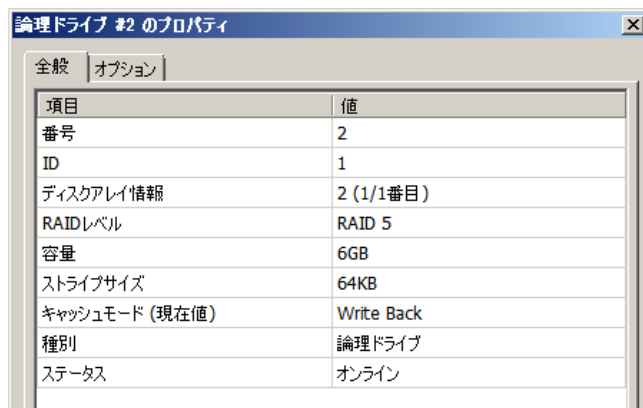 論理ドライブ #2 のプロパティ
全般 オプション
項目 値
番号 2
ID 1
ディスクアレイ情報 2 (1/1番目)
RAIDレベル RAID 5
容量 6GB
ストライプサイズ 64KB
キャッシュモード (現在値) Write Back
種別 論理ドライブ
ステータス オンライン